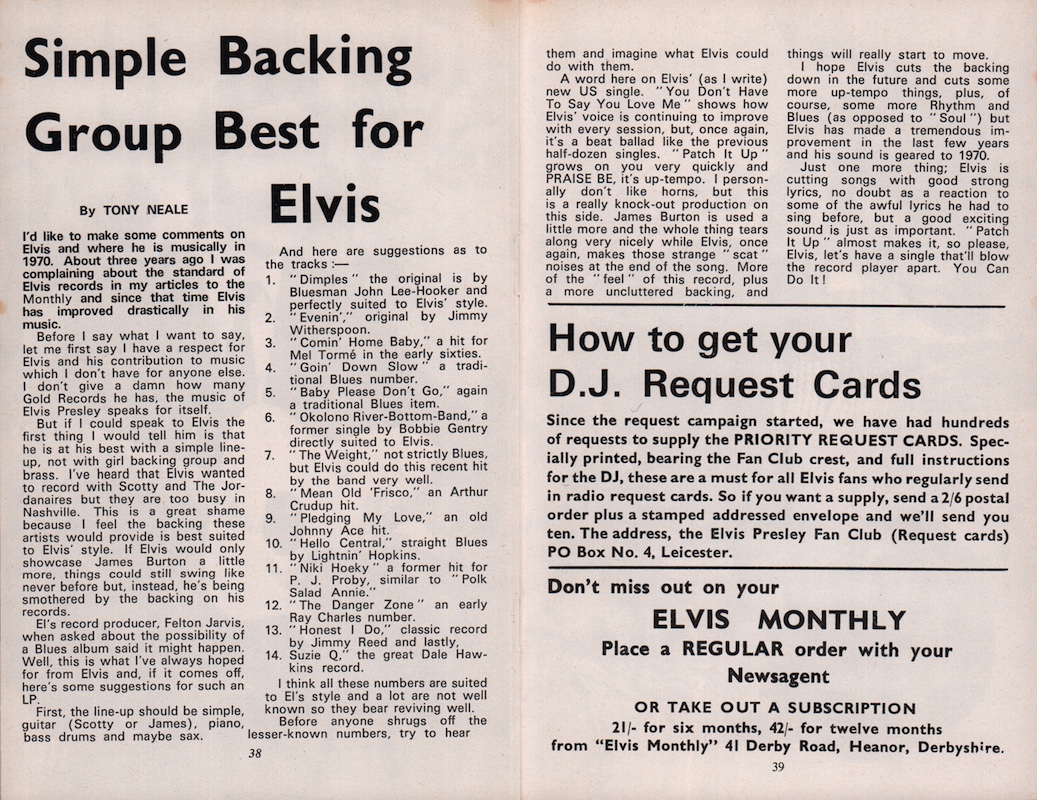 Simple Backing
Group Best for
Elvis
By TONY NEALE
I'd like to make some comments on
Elvis and where he is musically in
1970. About three years ago I was
complaining about the standard of
Elvis records in my articles to the
Monthly and since that time Elvis
has improved drastically in his
music.
Before I say what I want to say,
let me first say I have a respect for
Elvis and his contribution to music
which I don't have for anyone else.
I don't give a damn how many
Gold Records he has, the music of
Elvis Presley speaks for itself.
But if I could speak to Elvis the
first thing I would tell him is that
he is at his best with a simple line-
up, not with girl backing group and
brass. I've heard that Elvis wanted
to record with Scotty and The Jor-
danaires but they are too busy in
Nashville. This is a great shame
because I feel the backing these
artists would provide is best suited
to Elvis' style. If Elvis would only
showcase James Burton a little
more, things could still swing like
never before but, instead, he's being
smothered by the backing on his
records.
El's record producer, Felton Jarvis,
when asked about the possibility of
a Blues album said it might happen.
Well, this is what I've always hoped
for from Elvis and, if it comes off,
here's some suggestions for such an
LP.
First, the line-up should be simple,
guitar (Scotty or James), piano,
bass drums and maybe sax.
And here are suggestions as to
the tracks :—
1. "Dimples" the original is by
Bluesman John Lee-Hooker and
perfectly suited to Elvis' style.
2. "Evenin'," original by Jimmy
Witherspoon.
3. "Comin' Home Baby," a hit for
Mel Tormé in the early sixties.
4. "Goin' Down Slow" a tradi-
tional Blues number.
5. "Baby Please Don't Go," again
a traditional Blues item.
6. "Okolono River-Bottom-Band," a
former single by Bobbie Gentry
directly suited to Elvis.
7. "The Weight," not strictly Blues,
but Elvis could do this recent hit
by the band very well.
8. "Mean Old 'Frisco," an Arthur
Crudup hit.
9. "Pledging My Love," an old
Johnny Ace hit.
10. "Hello Central," straight Blues
by Lightnin' Hopkins.
11. "Niki Hoeky" a former hit for
P. J. Proby, similar to "Polk
Salad Annie."
12. "The Danger Zone" an early
Ray Charles number.
13. "Honest I Do," classic record
by Jimmy Reed and lastly,
14. Suzie Q," the great Dale Haw-
kins record.
I think all these numbers are suited
to El's style and a lot are not well
known so they bear reviving well.
Before anyone shrugs off the
lesser-known numbers, try to hear
38
them and imagine what Elvis could
do with them.
A word here on Elvis' (as I write)
new US single. "You Don't Have
To Say You Love Me" shows how
Elvis' voice is continuing to improve
with every session, but, once again,
it's a beat ballad like the previous
half-dozen singles. "Patch It Up"
grows on you very quickly and
PRAISE BE, it's up-tempo. I person-
ally don't like horns, but this
is a really knock-out production on
this side. James Burton is used a
little more and the whole thing tears
along very nicely while Elvis, once
again, makes those strange "scat"
noises at the end of the song. More
of the "feel" of this record, plus
a more uncluttered backing, and
things will really start to move.
I hope Elvis cuts the backing
down in the future and cuts some
more up-tempo things, plus, of
course, some more Rhythm and
Blues (as opposed to "Soul") but
Elvis has made a tremendous im-
provement in the last few years
and his sound is geared to 1970.
Just one more thing; Elvis is
cutting songs with good strong
lyrics, no doubt as a reaction to
some of the awful lyrics he had to
sing before, but a good exciting
sound is just as important. "Patch
It Up" almost makes it, so please,
Elvis, let's have a single that'll blow
the record player apart. You Can
Do It!
How to get your
D.J. Request Cards
Since the request campaign started, we have had hundreds
of requests to supply the PRIORITY REQUEST CARDS. Spec-
ially printed, bearing the Fan Club crest, and full instructions
for the DJ, these are a must for all Elvis fans who regularly send
in radio request cards. So if you want a supply, send a 2/6 postal
order plus a stamped addressed envelope and we'll send you
ten. The address, the Elvis Presley Fan Club (Request cards)
PO Box No. 4, Leicester.
Don't miss out on your
ELVIS MONTHLY
Place a REGULAR order with your
Newsagent
OR TAKE OUT A SUBSCRIPTION
21/- for six months, 42/- for twelve months
from "Elvis Monthly" 41 Derby Road, Heanor, Derbyshire.
39